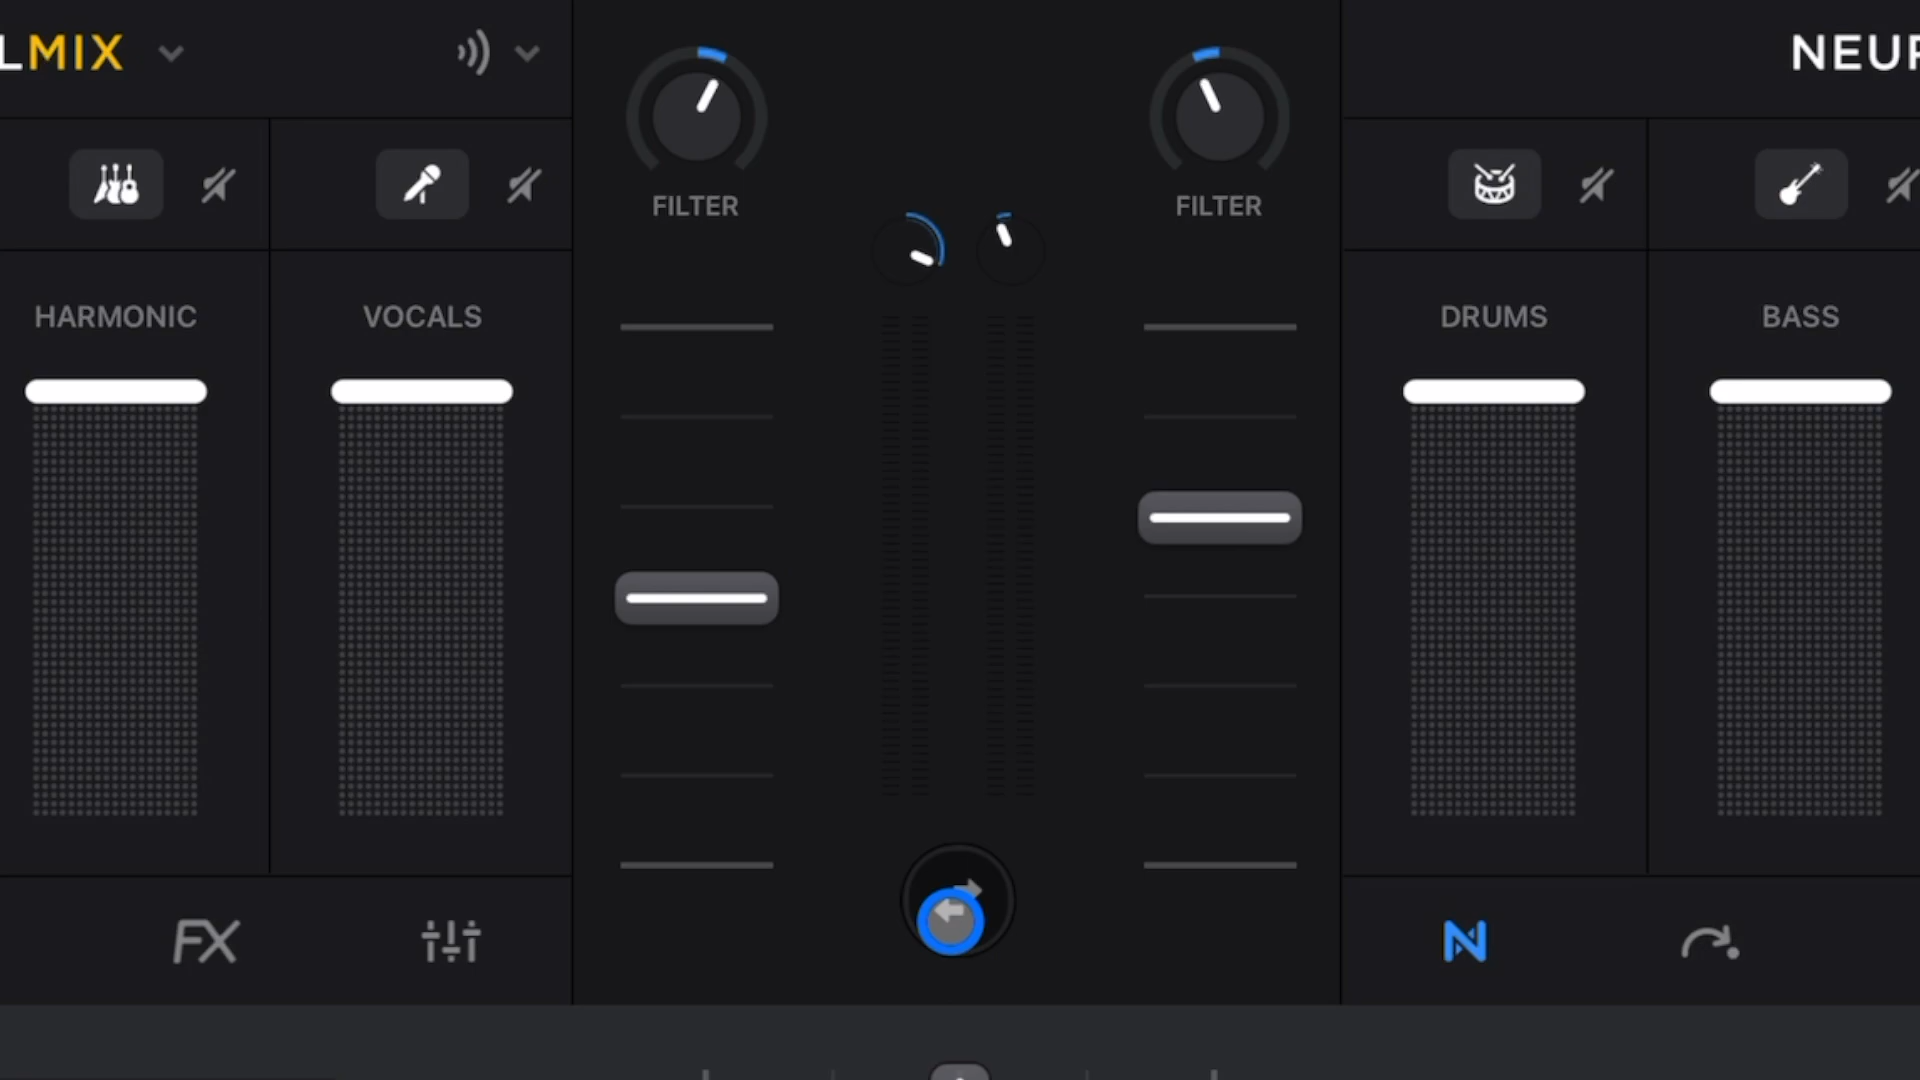 LMIX
NEUR
FILTER
FILTER
HARMONIC
VOCALS
DRUMS
BASS
FX
N